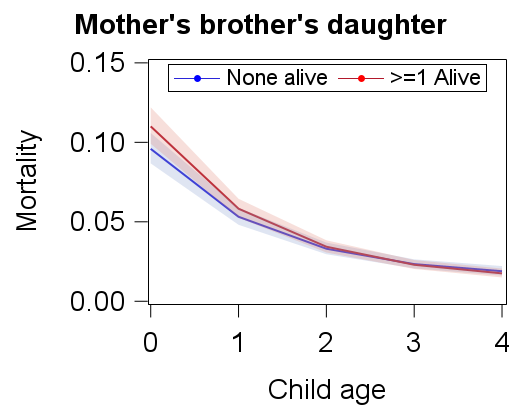 Mother's brother's daughter
None alive >=1 Alive
0.15
0.10
0.05
0.00
Mortality
0 1 2 3 4
Child age